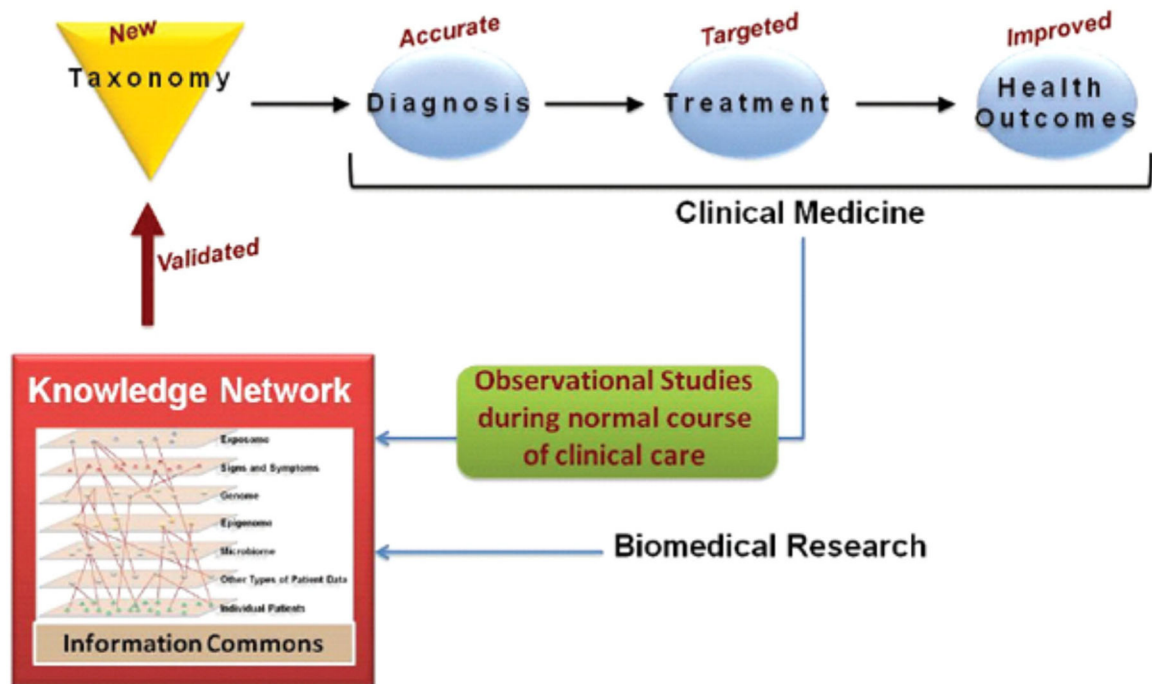 New
Taxonomy
Accurate
Diagnosis
Targeted
Treatment
Improved
Health
Outcomes
Clinical Medicine
Validated
Knowledge Network
Exposome
Signs and Symptoms
Genome
Epigenome
Microbiome
Other Types of Patient Data
Individual Patients
Information Commons
Observational Studies
during normal course
of clinical care
Biomedical Research